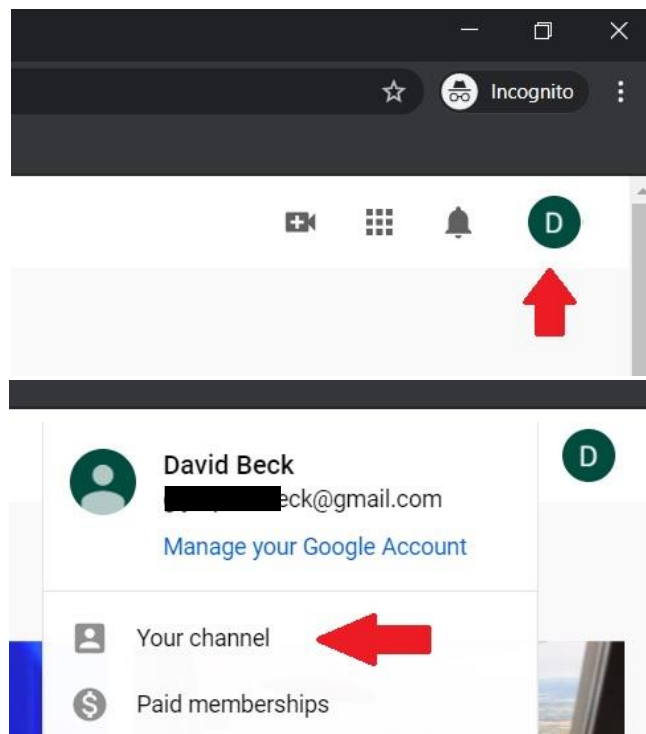 Incognito
D
D
David Beck
eck@gmail.com
Manage your Google Account
Your channel
Paid memberships